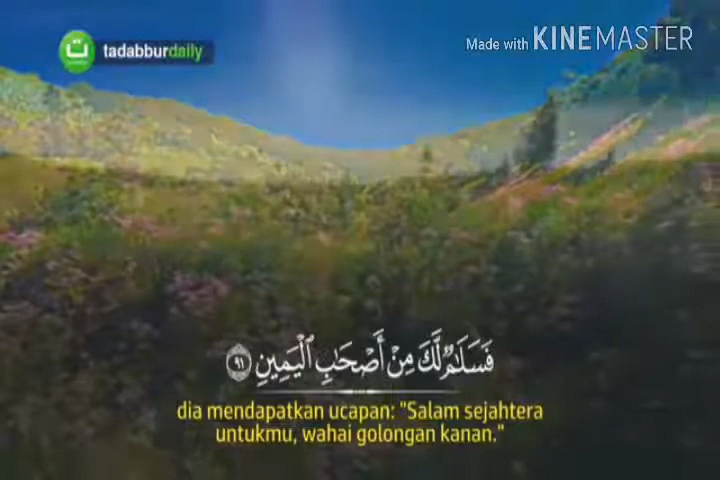 tadabburdaily
Made with KINEMASTER
فَسَلَٰمٌ لَّكَ مِنْ أَصْحَٰبِ ٱلْيَمِينِ ٩١
dia mendapatkan ucapan: "Salam sejahtera
untukmu, wahai golongan kanan."